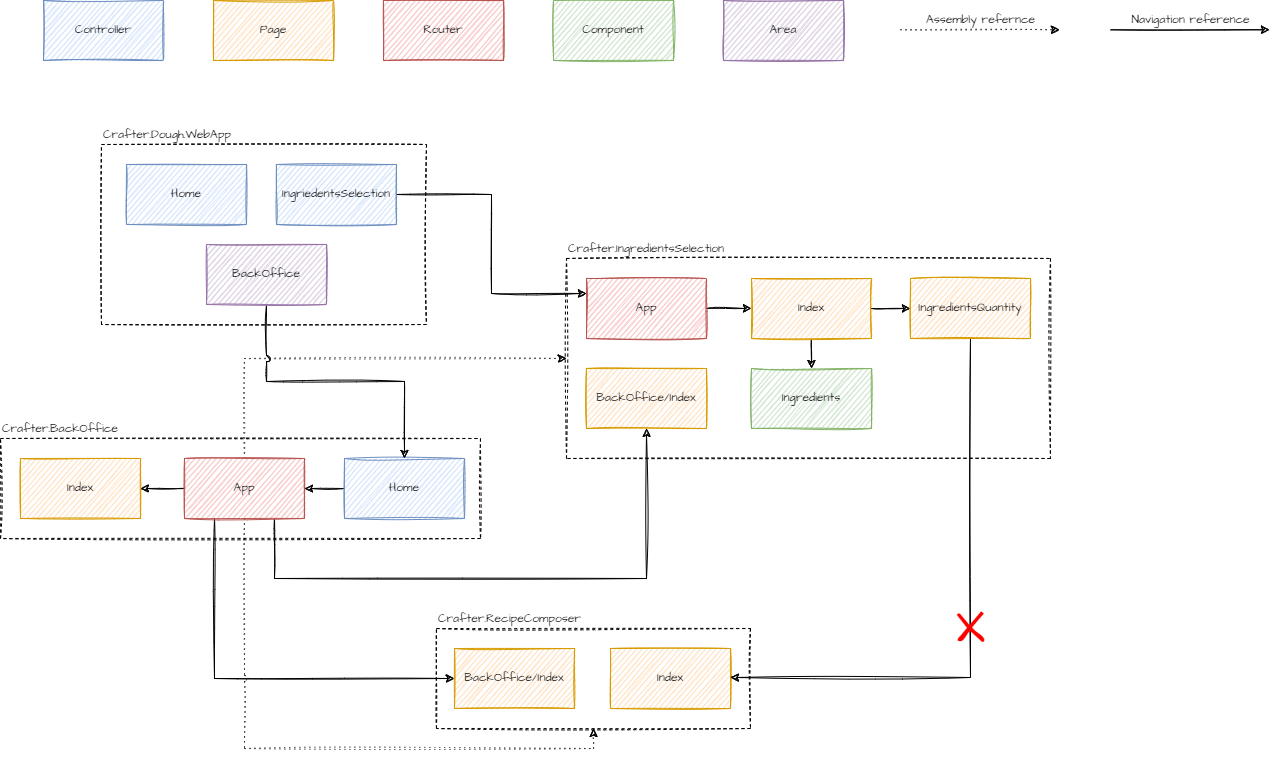 Controller
Page
Router
Component
Area
Assembly refernce
Navigation reference
Crafter.Dough.WebApp
Home
IngriedentsSelection
BackOffice
Crafter.IngredientsSelection
App
Index
IngredientsQuantity
BackOffice/Index
Ingredients
Crafter.BackOffice
Index
App
Home
Crafter.RecipeComposer
BackOffice/Index
Index